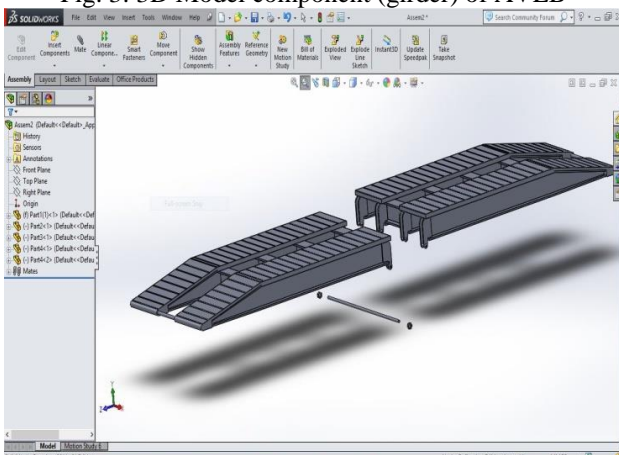 Fig. 3. 3D Model component (girder) of AVLB
SOLIDWORKS File Edit View Insert Tools Window Help Assem2 * Search Community Forum
Edit Component
Insert Components
Mate
Linear Compone...
Smart Fasteners
Move Component
Show Hidden Components
Assembly Features
Reference Geometry
New Motion Study
Bill of Materials
Exploded View
Explode Line Sketch
Instant3D
Update Speedpak
Take Snapshot
Assembly Layout Sketch Evaluate Office Products
Assem2 (Default<<Default>_App
History
Sensors
Annotations
Front Plane
Top Plane
Right Plane
Origin
(f) Part1(1)<1> (Default<<Def
(-) Part2<1> (Default<<Defau
(-) Part3<1> (Default<<Defau
(-) Part4<1> (Default<<Defau
(-) Part4<2> (Default<<Defau
Mates
Y
Z
X
Model Motion Study 1